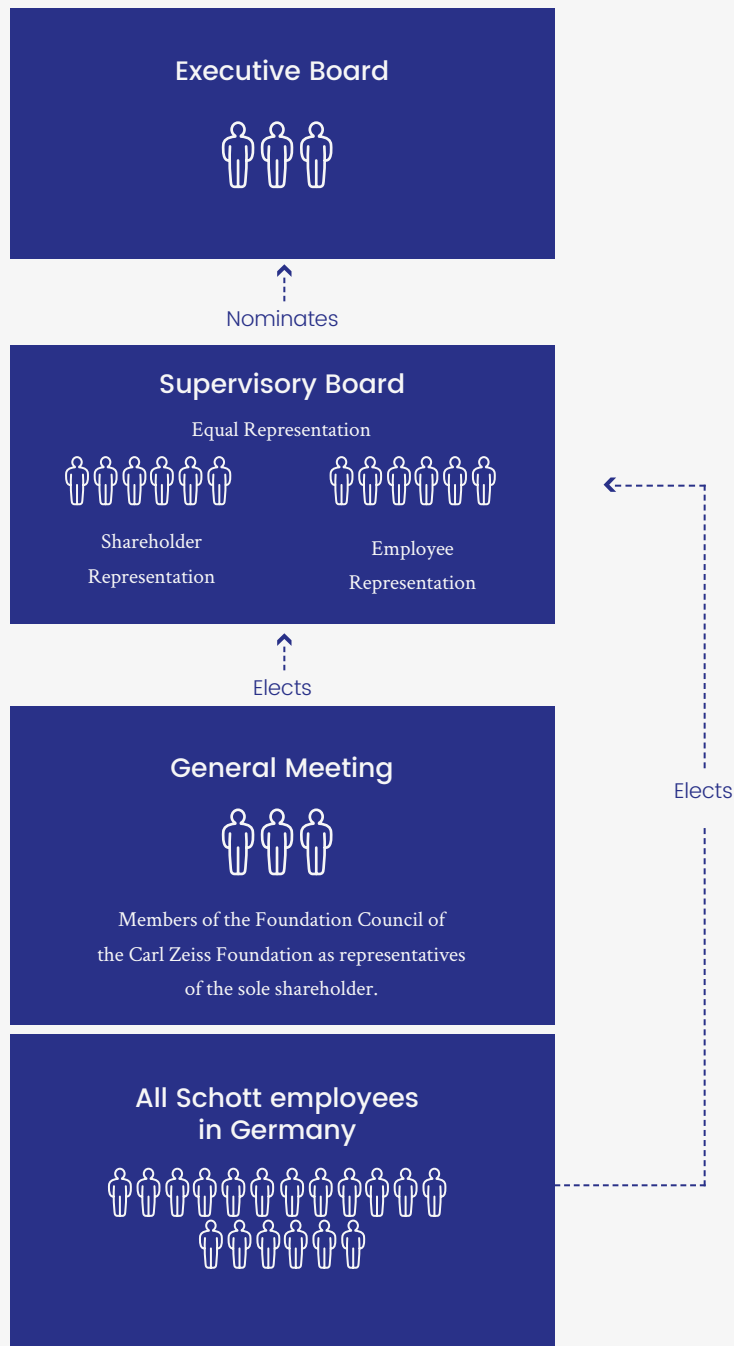 Executive Board
Nominates
Supervisory Board
Equal Representation
Shareholder
Representation
Employee
Representation
Elects
General Meeting
Members of the Foundation Council of
the Carl Zeiss Foundation as representatives
of the sole shareholder.
Elects
All Schott employees
in Germany